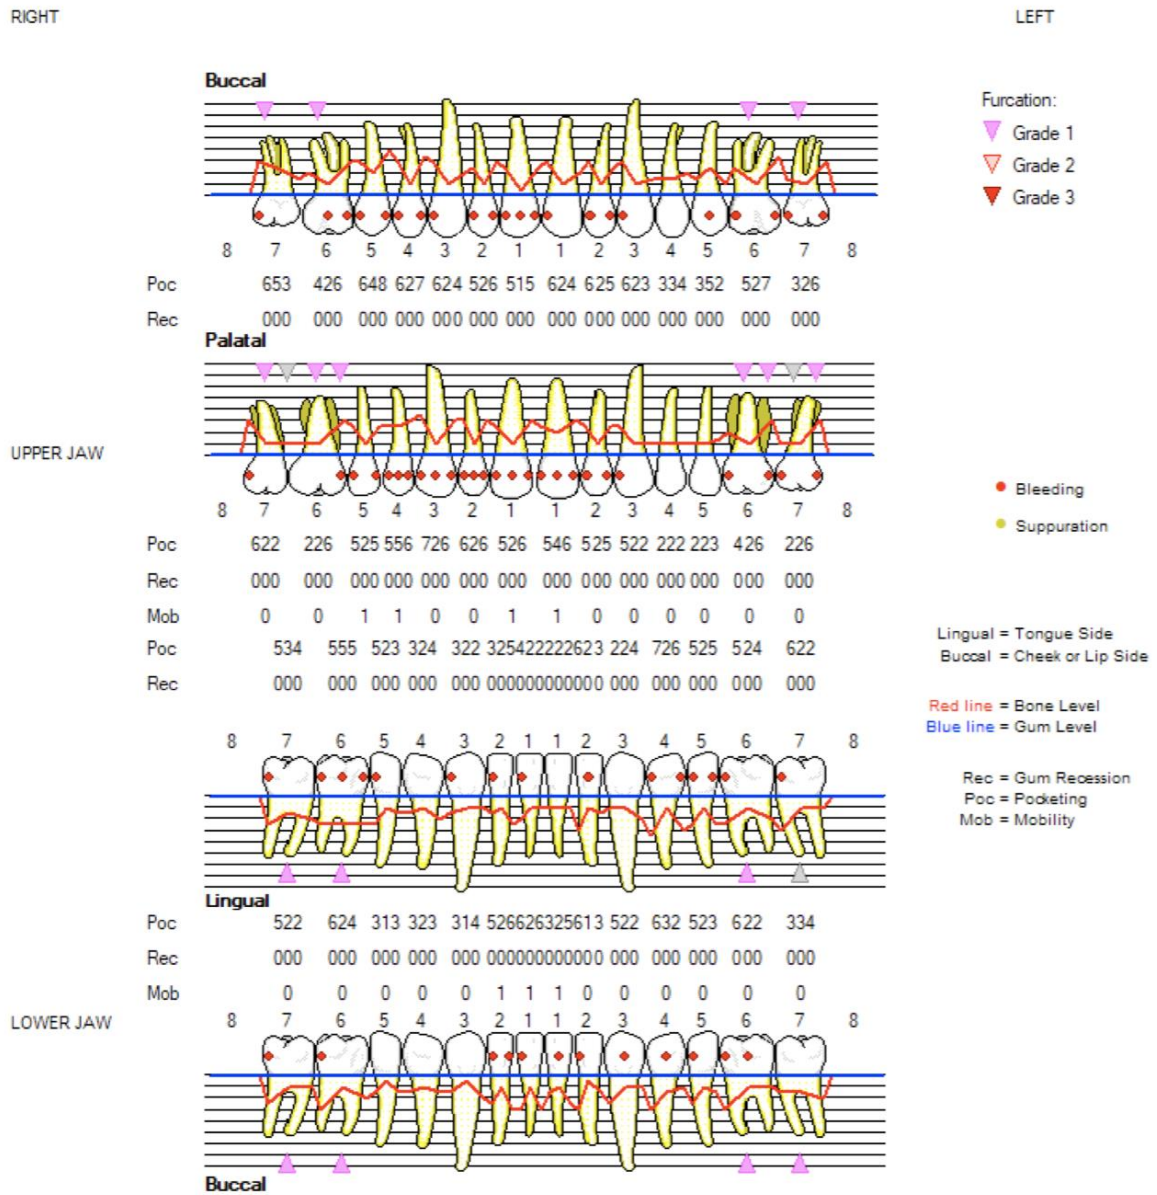 RIGHT LEFT
Buccal
Furcation:
Grade 1
Grade 2
Grade 3
8 7 6 5 4 3 2 1 1 2 3 4 5 6 7 8
Poc 653 426 648 627 624 526 515 624 625 623 334 352 527 326
Rec 000 000 000 000 000 000 000 000 000 000 000 000 000 000
Palatal
UPPER JAW
8 7 6 5 4 3 2 1 1 2 3 4 5 6 7 8
Bleeding
Suppuration
Poc 622 226 525 556 726 626 526 546 525 522 222 223 426 226
Rec 000 000 000 000 000 000 000 000 000 000 000 000 000 000
Mob 0 0 1 1 0 0 1 1 0 0 0 0 0 0
Poc 534 555 523 324 322 325422222623 224 726 525 524 622
Rec 000 000 000 000 000 000000000000 000 000 000 000 000
Lingual = Tongue Side
Buccal = Cheek or Lip Side
Red line = Bone Level
Blue line = Gum Level
8 7 6 5 4 3 2 1 1 2 3 4 5 6 7 8
Rec = Gum Recession
Poc = Pocketing
Mob = Mobility
Lingual
Poc 522 624 313 323 314 526626325613 522 632 523 622 334
Rec 000 000 000 000 000 000000000000 000 000 000 000 000
Mob 0 0 0 0 0 1 1 1 0 0 0 0 0 0
LOWER JAW 8 7 6 5 4 3 2 1 1 2 3 4 5 6 7 8
Buccal